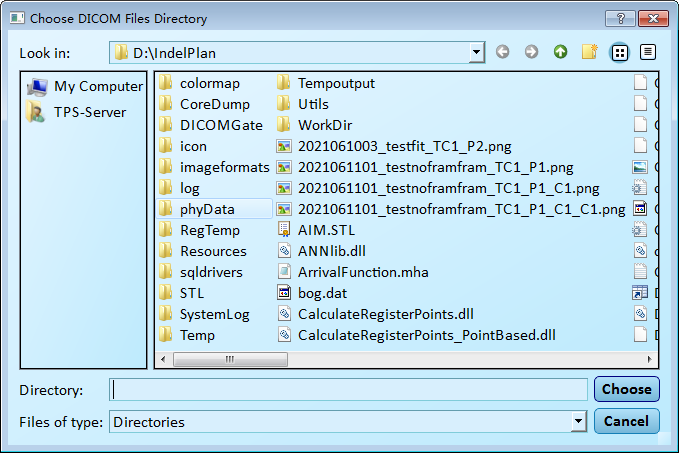 Choose DICOM Files Directory
Look in: D:\IndelPlan
My Computer
TPS-Server
colormap
CoreDump
DICOMGate
icon
imageformats
log
phyData
RegTemp
Resources
sqldrivers
STL
SystemLog
Temp
Tempoutput
Utils
WorkDir
2021061003_testfit_TC1_P2.png
2021061101_testnoframfram_TC1_P1.png
2021061101_testnoframfram_TC1_P1_C1.png
2021061101_testnoframfram_TC1_P1_C1_C1.png
AIM.STL
ANNlib.dll
ArrivalFunction.mha
bog.dat
CalculateRegisterPoints.dll
CalculateRegisterPoints_PointBased.dll
Directory:
Choose
Files of type: Directories
Cancel